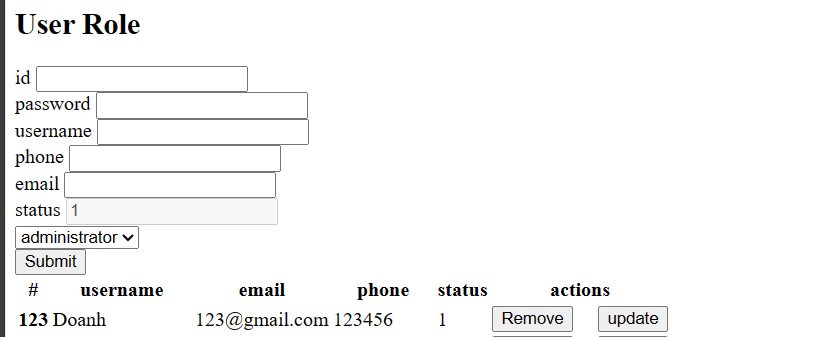 User Role
id
password
username
phone
email
status 1
administrator
Submit
# username email phone status actions
123 Doanh 123@gmail.com 123456 1 Remove update